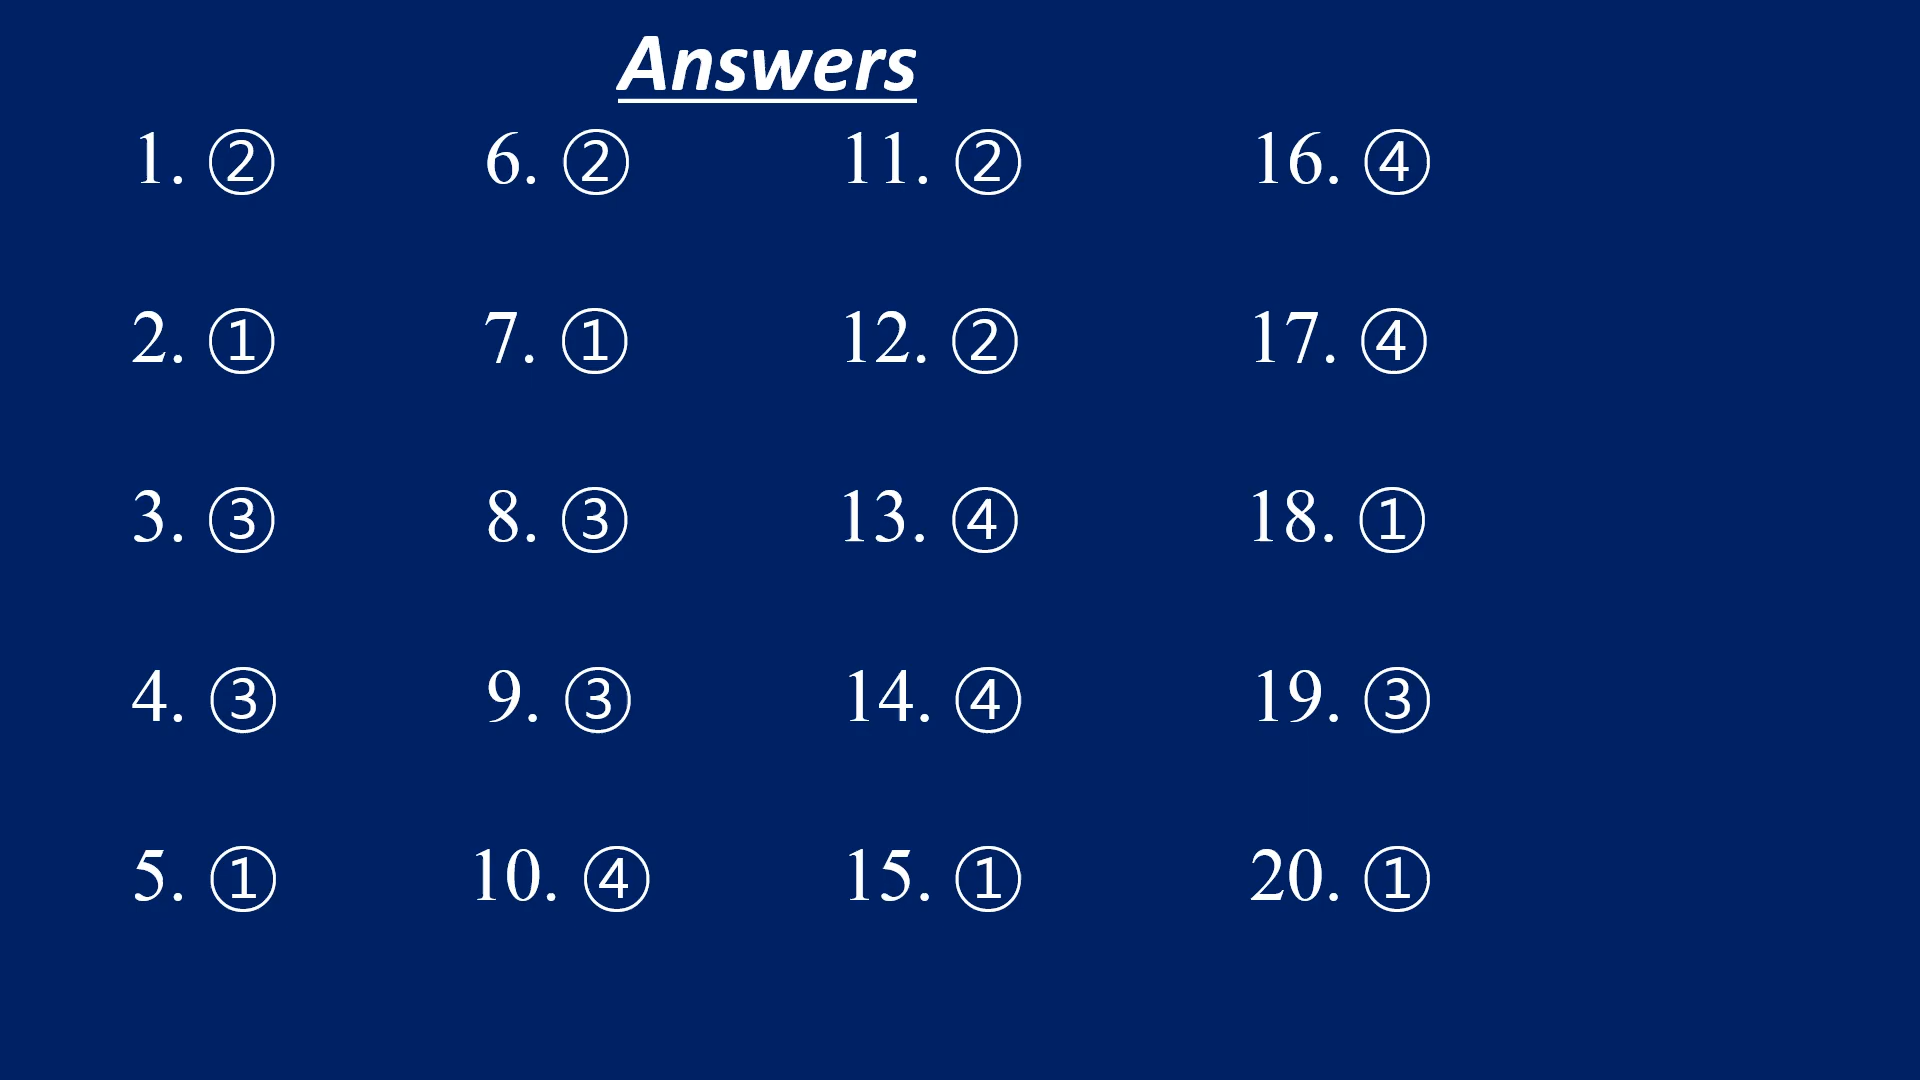 Answers
1. ② 6. ② 11. ② 16. ④
2. ① 7. ① 12. ② 17. ④
3. ③ 8. ③ 13. ④ 18. ①
4. ③ 9. ③ 14. ④ 19. ③
5. ① 10. ④ 15. ① 20. ①